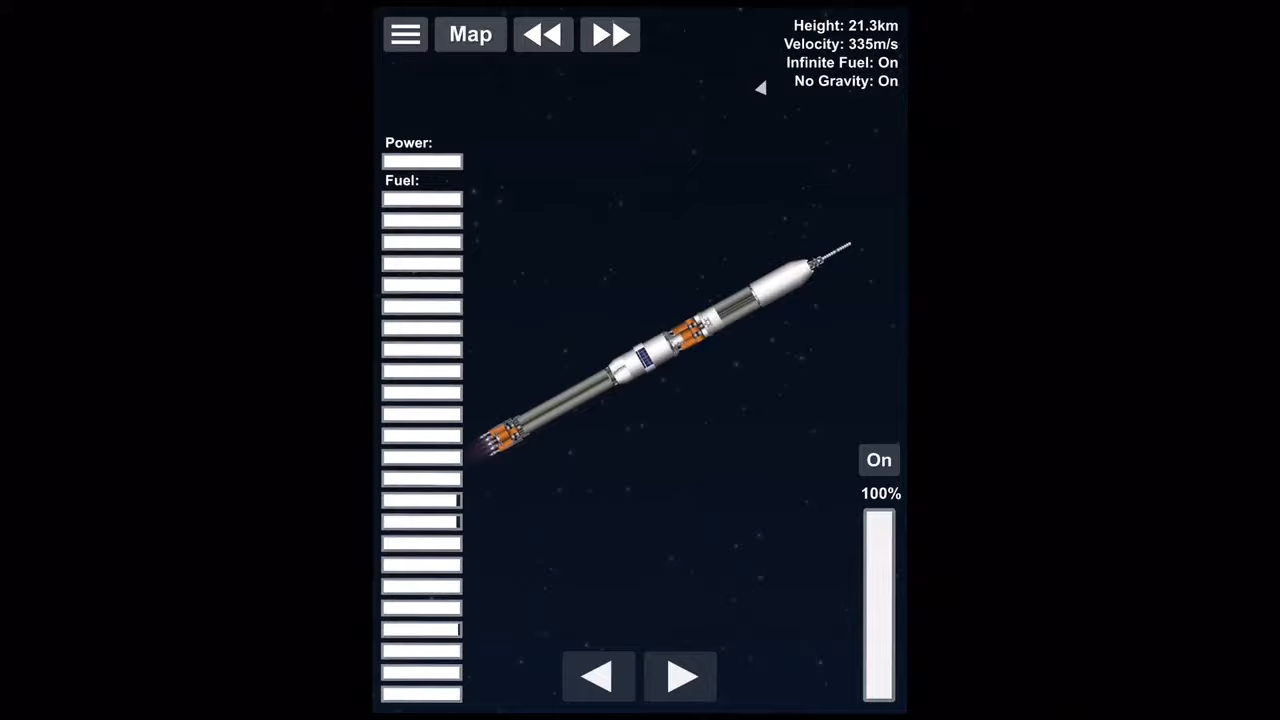 Map
Height: 21.3km
Velocity: 335m/s
Infinite Fuel: On
No Gravity: On
Power:
Fuel:
On
100%